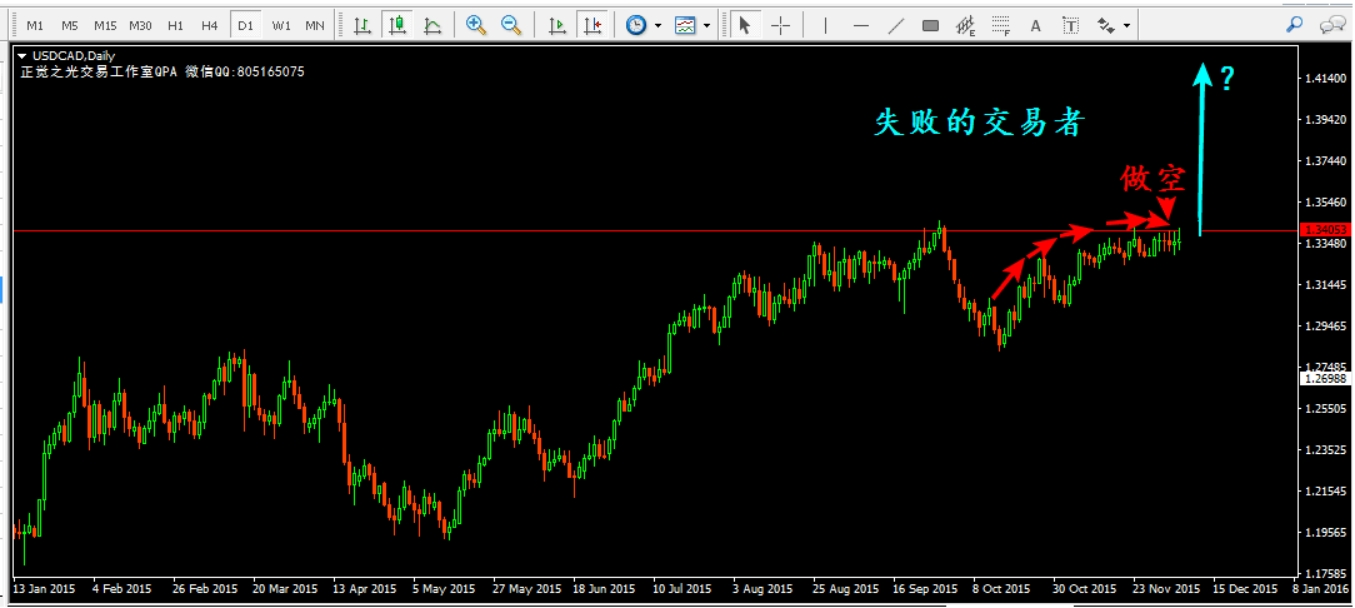 M1 M5 M15 M30 H1 H4 D1 W1 MN E F A T
USDCAD,Daily
正觉之光交易工作室QPA 微信QQ:805165075
?
1.41400
失败的交易者
1.39420
1.37440
做空
1.35460
1.34053
1.33480
1.31445
1.29465
1.27485
1.26988
1.25505
1.23525
1.21545
1.19565
1.17585
13 Jan 2015 4 Feb 2015 26 Feb 2015 20 Mar 2015 13 Apr 2015 5 May 2015 27 May 2015 18 Jun 2015 10 Jul 2015 3 Aug 2015 25 Aug 2015 16 Sep 2015 8 Oct 2015 30 Oct 2015 23 Nov 2015 15 Dec 2015 8 Jan 2016